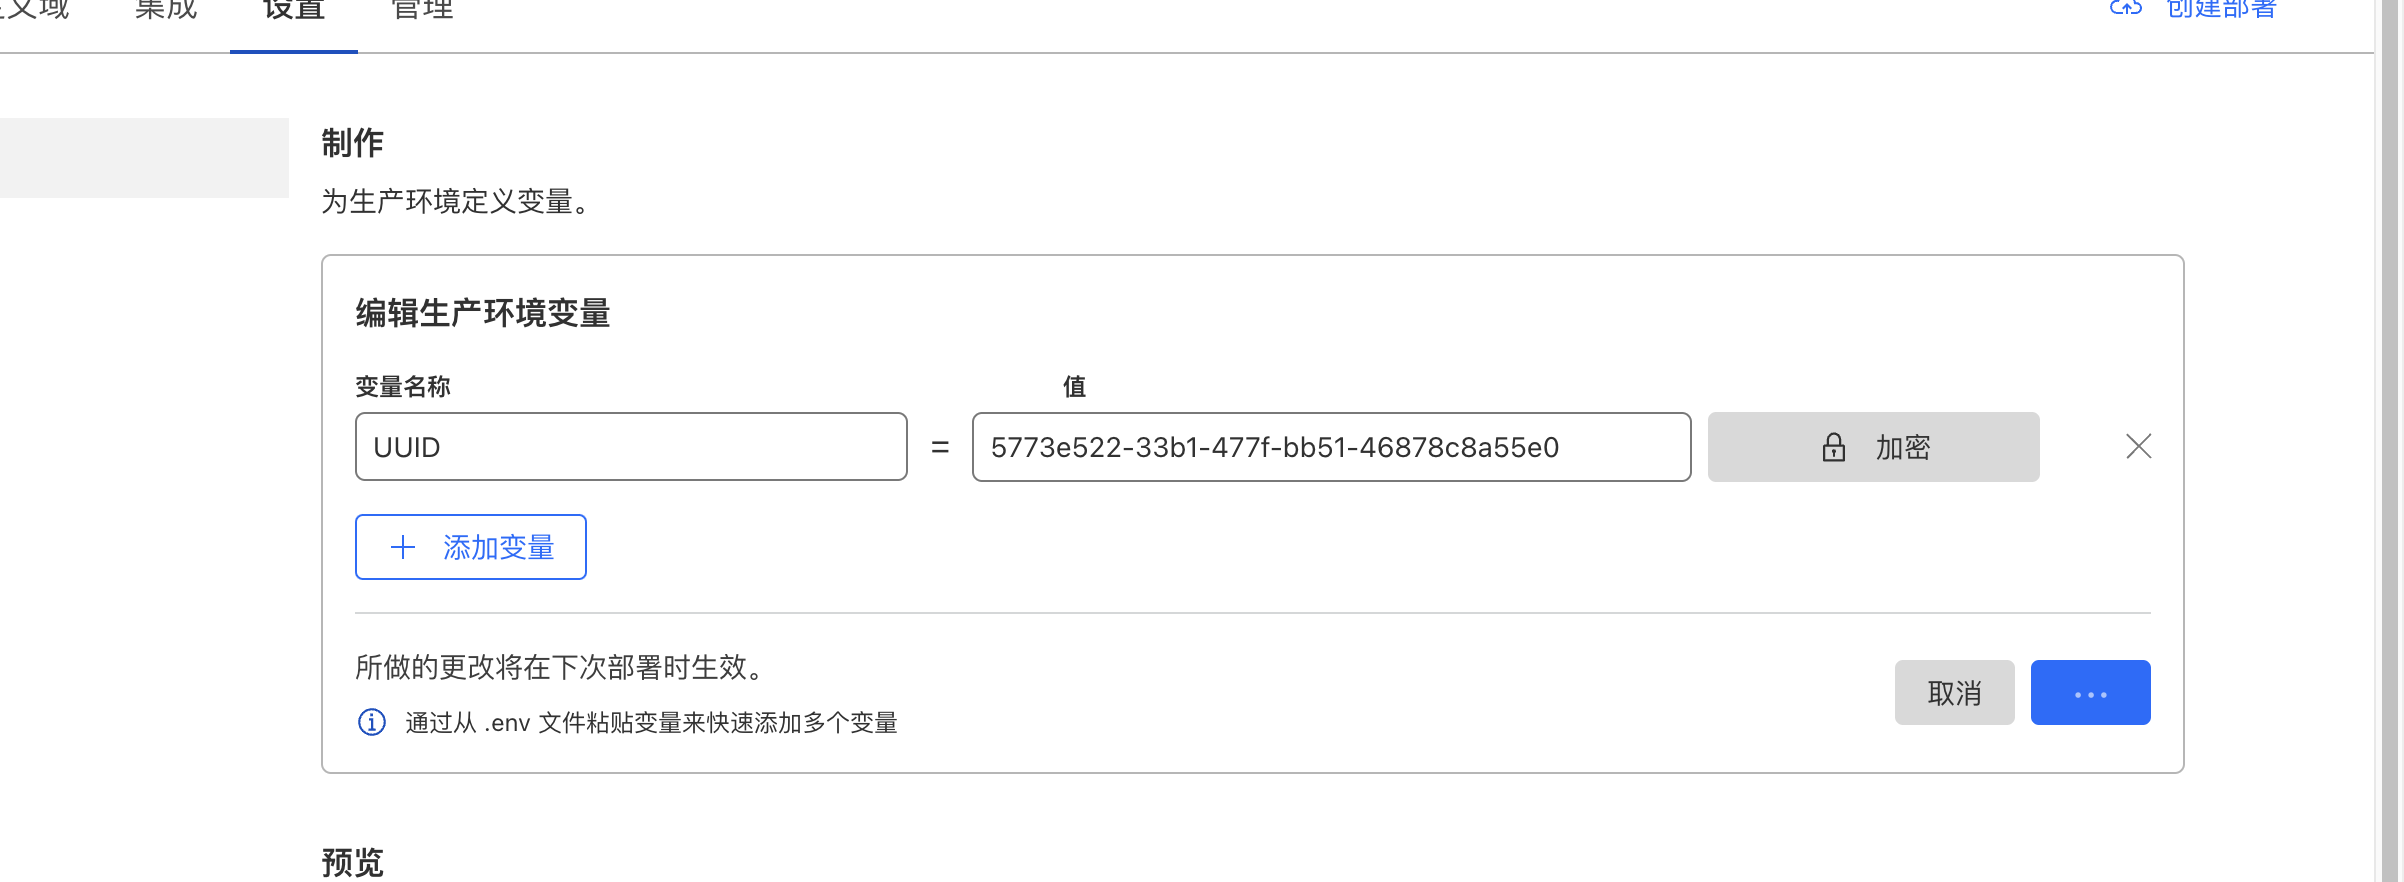 义域 集成 设置 管理 创建部署
制作
为生产环境定义变量。
编辑生产环境变量
变量名称 值
UUID = 5773e522-33b1-477f-bb51-46878c8a55e0 加密
添加变量
所做的更改将在下次部署时生效。
通过从 .env 文件粘贴变量来快速添加多个变量
取消 ...
预览